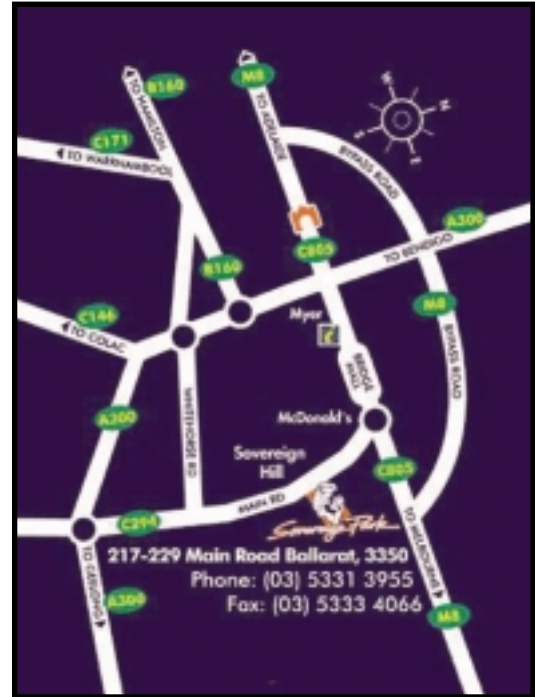 M8
B160
TO HAMILTON
TO ADELAIDE
C171
TO WARRNAMBOOL
BYPASS ROAD
A300
TO BENDIGO
C805
B160
C146
TO COLAC
Myer
i
M8
BYPASS ROAD
BRIDGE
MALL
WHITEHORSE RD
A300
McDonald's
Sovereign
Hill
C805
MAIN RD
C294
Sovereign Park
217-229 Main Road Ballarat, 3350
Phone: (03) 5331 3955
Fax: (03) 5333 4066
TO GEELONG
A300
TO MELBOURNE
M8